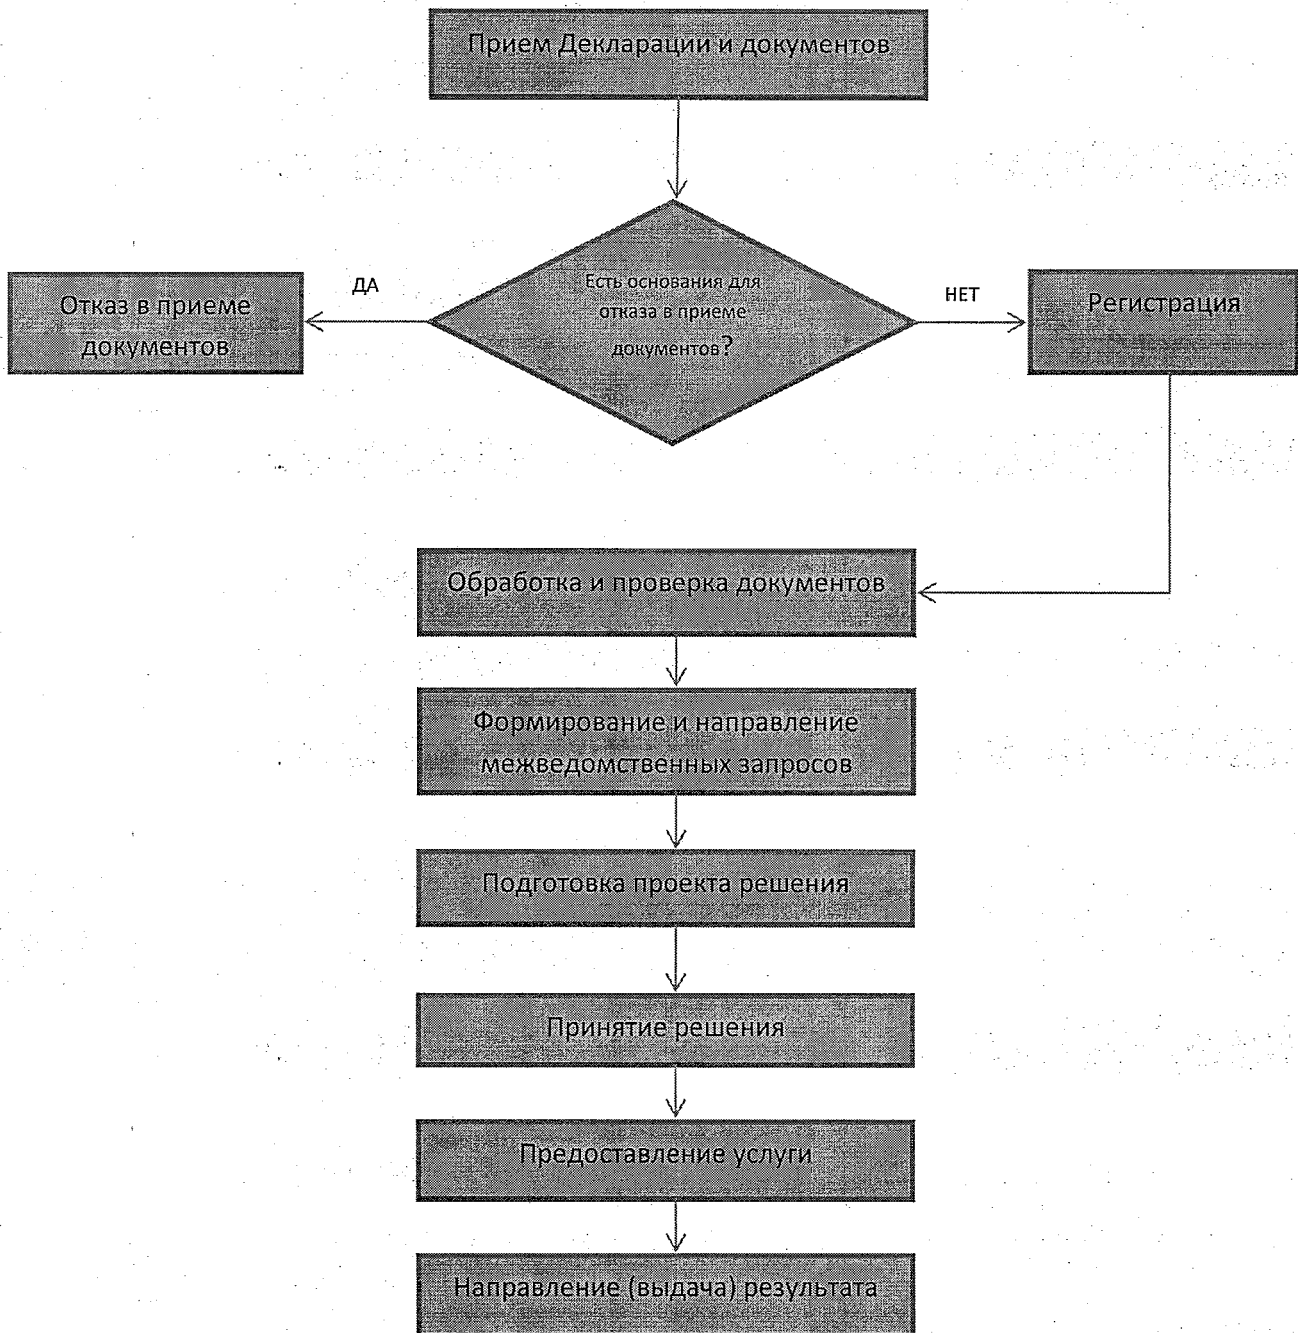 Прием Декларации и документов
Есть основания для
отказа в приеме
документов?
ДА
НЕТ
Отказ в приеме
документов
Регистрация
Обработка и проверка документов
Формирование и направление
межведомственных запросов
Подготовка проекта решения
Принятие решения
Предоставление услуги
Направление (выдача) результата